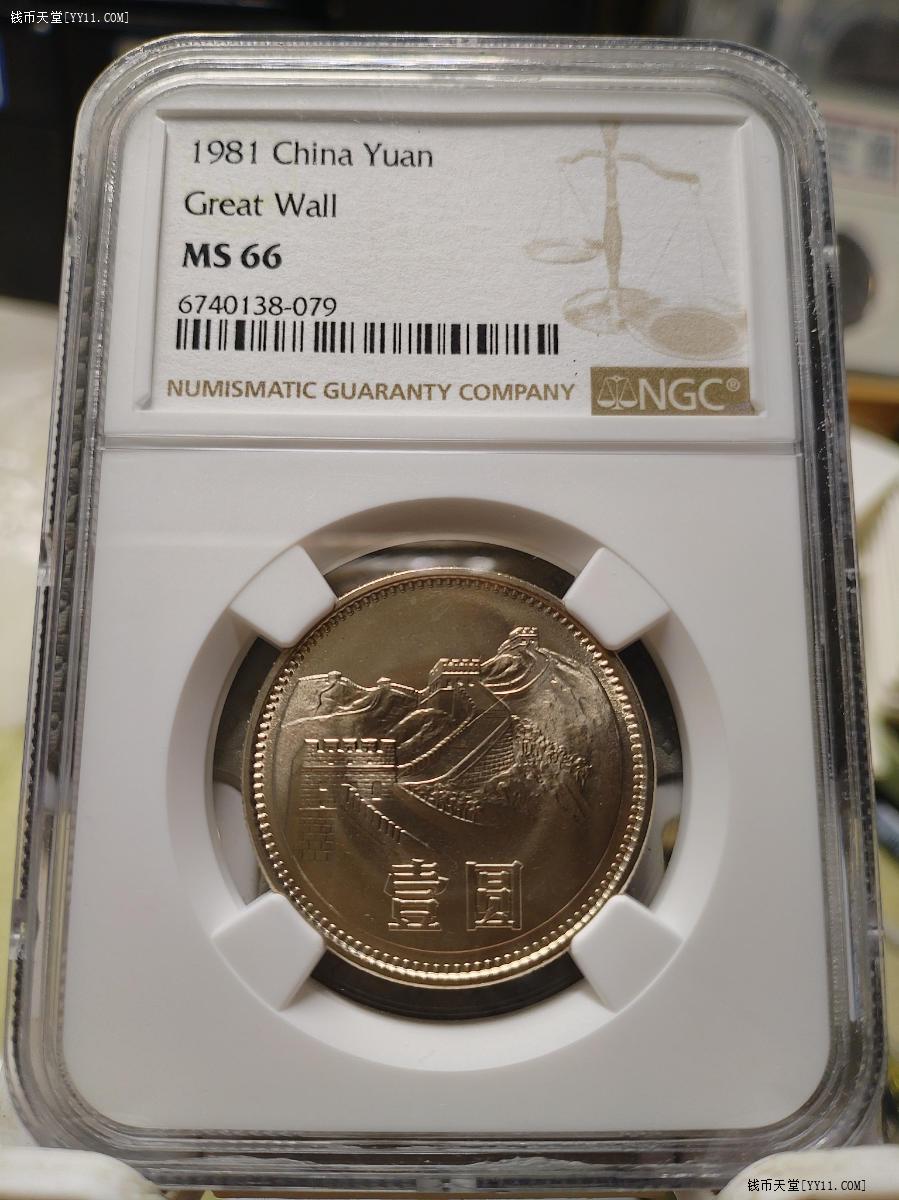 钱币天堂[YY11.COM]
1981 China Yuan
Great Wall
MS 66
6740138-079
NUMISMATIC GUARANTY COMPANY
NGC®
壹圆
钱币天堂[YY11.COM]